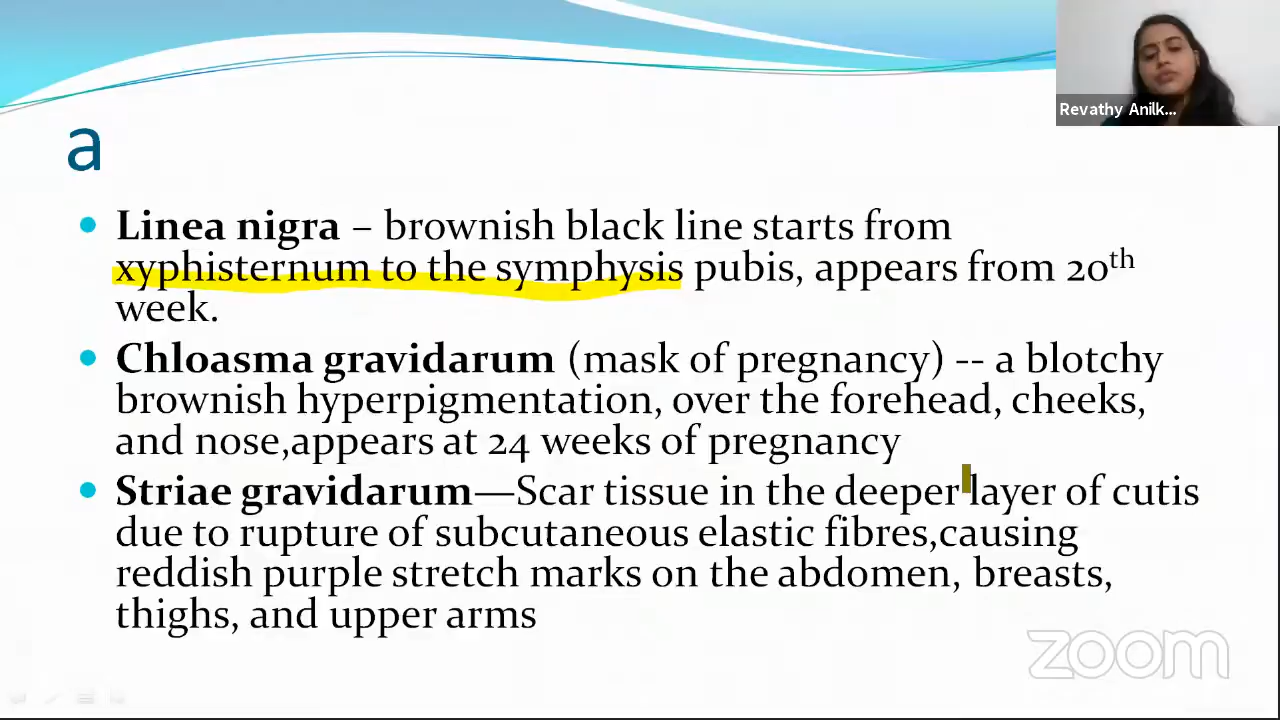 Revathy Anilk...
a
Linea nigra – brownish black line starts from
xyphisternum to the symphysis pubis, appears from 20th
week.
Chloasma gravidarum (mask of pregnancy) -- a blotchy
brownish hyperpigmentation, over the forehead, cheeks,
and nose,appears at 24 weeks of pregnancy
Striae gravidarum—Scar tissue in the deeper layer of cutis
due to rupture of subcutaneous elastic fibres,causing
reddish purple stretch marks on the abdomen, breasts,
thighs, and upper arms
zoom